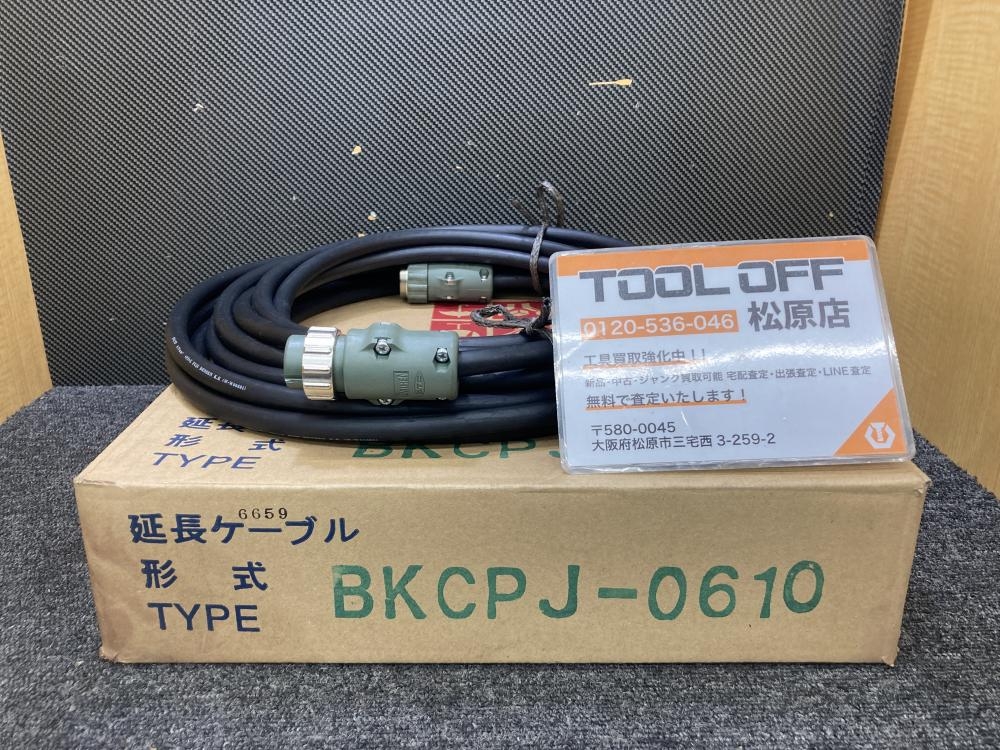 TOOL OFF
0120-536-046 松原店
工具買取強化中!!
新品・中古・ジャンク買取可能 宅配査定・出張査定・LINE査定
無料で査定いたします!
〒580-0045
大阪府松原市三宅西 3-259-2
延長ケーブル
形 式
TYPE BKCPJ
6659
延長ケーブル
形 式
TYPE
BKCPJ-0610